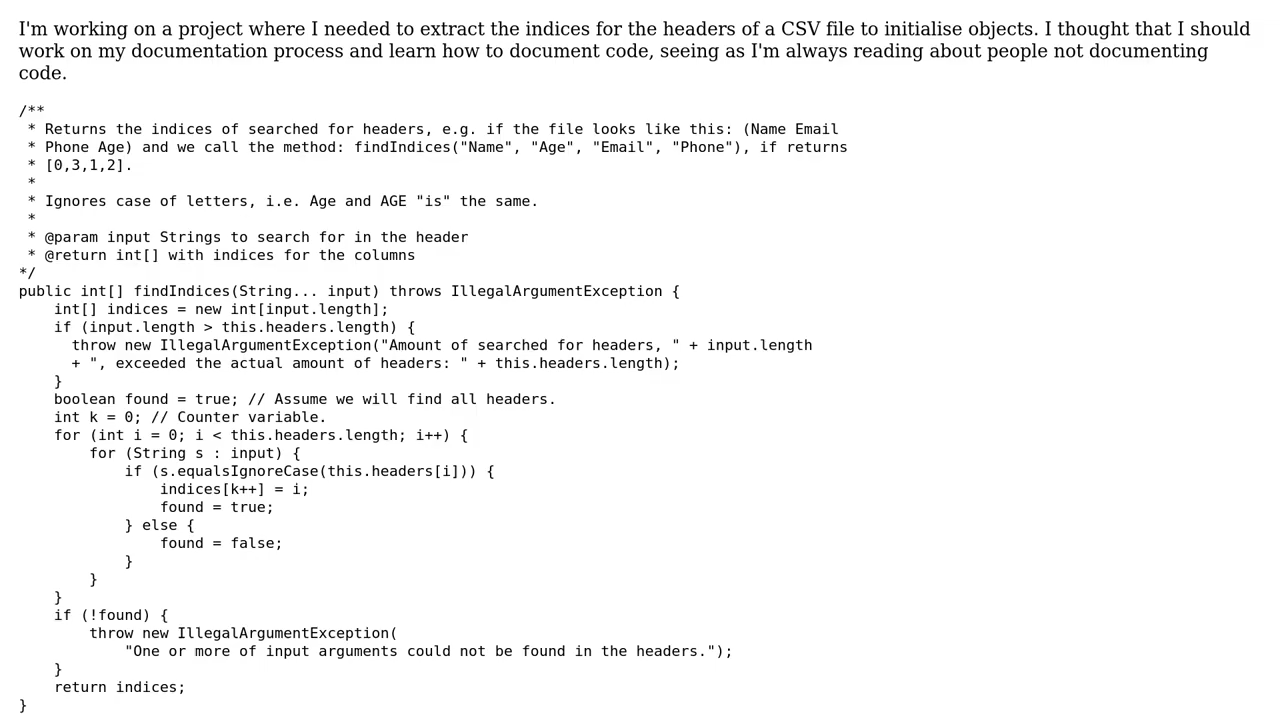 I'm working on a project where I needed to extract the indices for the headers of a CSV file to initialise objects. I thought that I should
work on my documentation process and learn how to document code, seeing as I'm always reading about people not documenting
code.
/**
 * Returns the indices of searched for headers, e.g. if the file looks like this: (Name Email
 * Phone Age) and we call the method: findIndices("Name", "Age", "Email", "Phone"), if returns
 * [0,3,1,2].
 *
 * Ignores case of letters, i.e. Age and AGE "is" the same.
 *
 * @param input Strings to search for in the header
 * @return int[] with indices for the columns
*/
public int[] findIndices(String... input) throws IllegalArgumentException {
    int[] indices = new int[input.length];
    if (input.length > this.headers.length) {
      throw new IllegalArgumentException("Amount of searched for headers, " + input.length
      + ", exceeded the actual amount of headers: " + this.headers.length);
    }
    boolean found = true; // Assume we will find all headers.
    int k = 0; // Counter variable.
    for (int i = 0; i < this.headers.length; i++) {
        for (String s : input) {
            if (s.equalsIgnoreCase(this.headers[i])) {
                indices[k++] = i;
                found = true;
            } else {
                found = false;
            }
        }
    }
    if (!found) {
        throw new IllegalArgumentException(
            "One or more of input arguments could not be found in the headers.");
    }
    return indices;
}